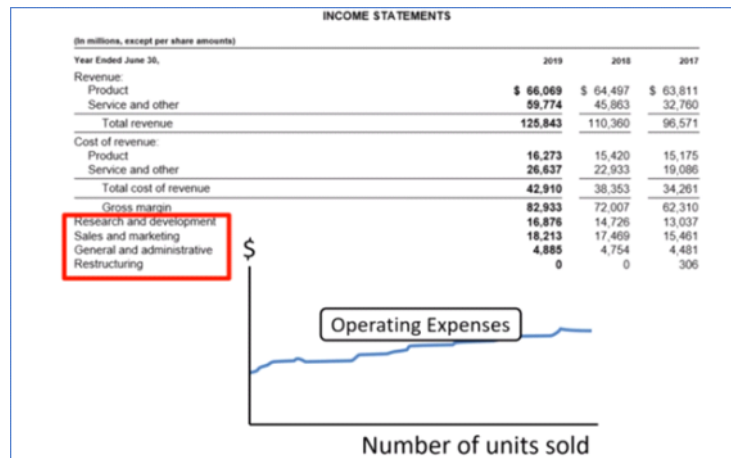 INCOME STATEMENTS
(In millions, except per share amounts)
Year Ended June 30, 2019 2018 2017
Revenue:
Product $ 66,069 $ 64,497 $ 63,811
Service and other 59,774 45,863 32,760
Total revenue 125,843 110,360 96,571
Cost of revenue:
Product 16,273 15,420 15,175
Service and other 26,637 22,933 19,086
Total cost of revenue 42,910 38,353 34,261
Gross margin 82,933 72,007 62,310
Research and development 16,876 14,726 13,037
Sales and marketing 18,213 17,469 15,461
General and administrative 4,885 4,754 4,481
Restructuring 0 0 306
$
Operating Expenses
Number of units sold